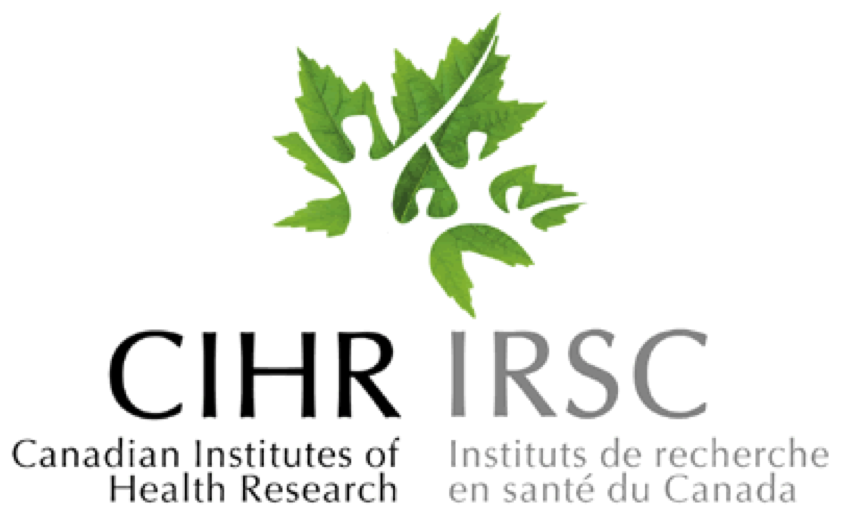 CIHR IRSC
Canadian Institutes of
Health Research
Instituts de recherche
en santé du Canada